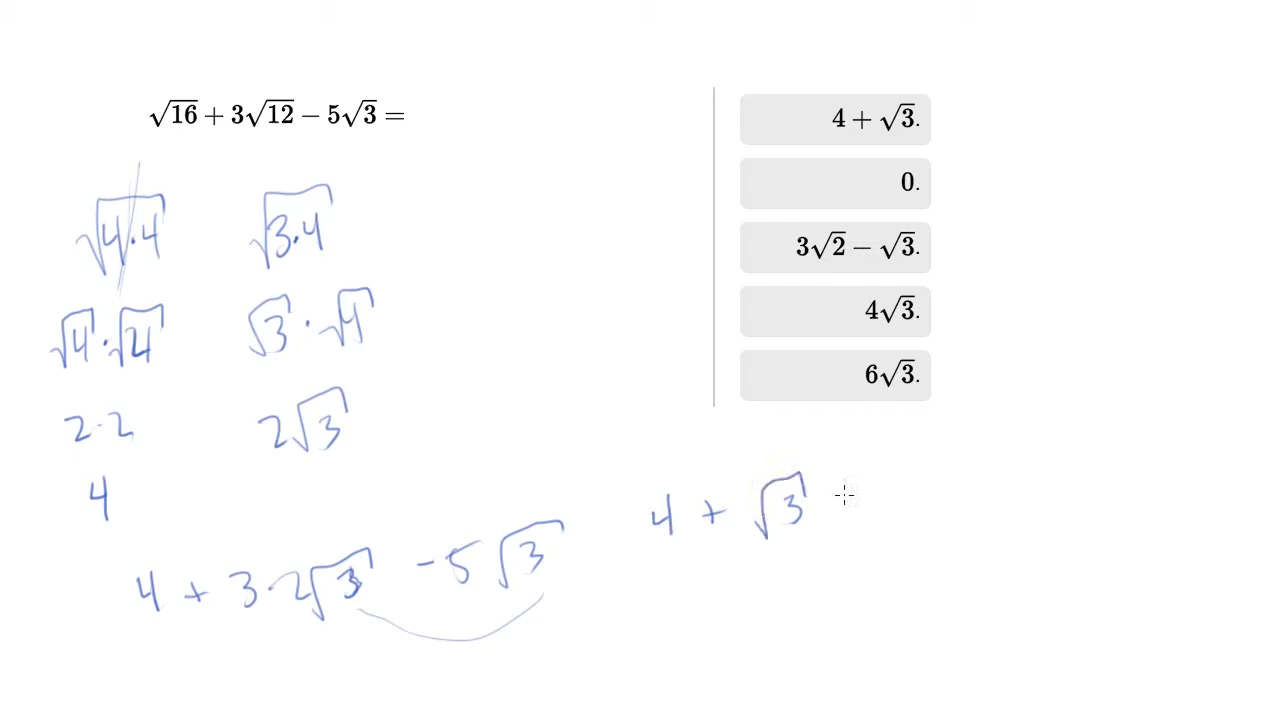 √16 + 3√12 − 5√3 =
√4·4
√3·4
√4·√4
√3·√4
2·2
2√3
4
4 + 3·2√3 −5√3
4 + √3.
0.
3√2 − √3.
4√3.
6√3.
4 + √3